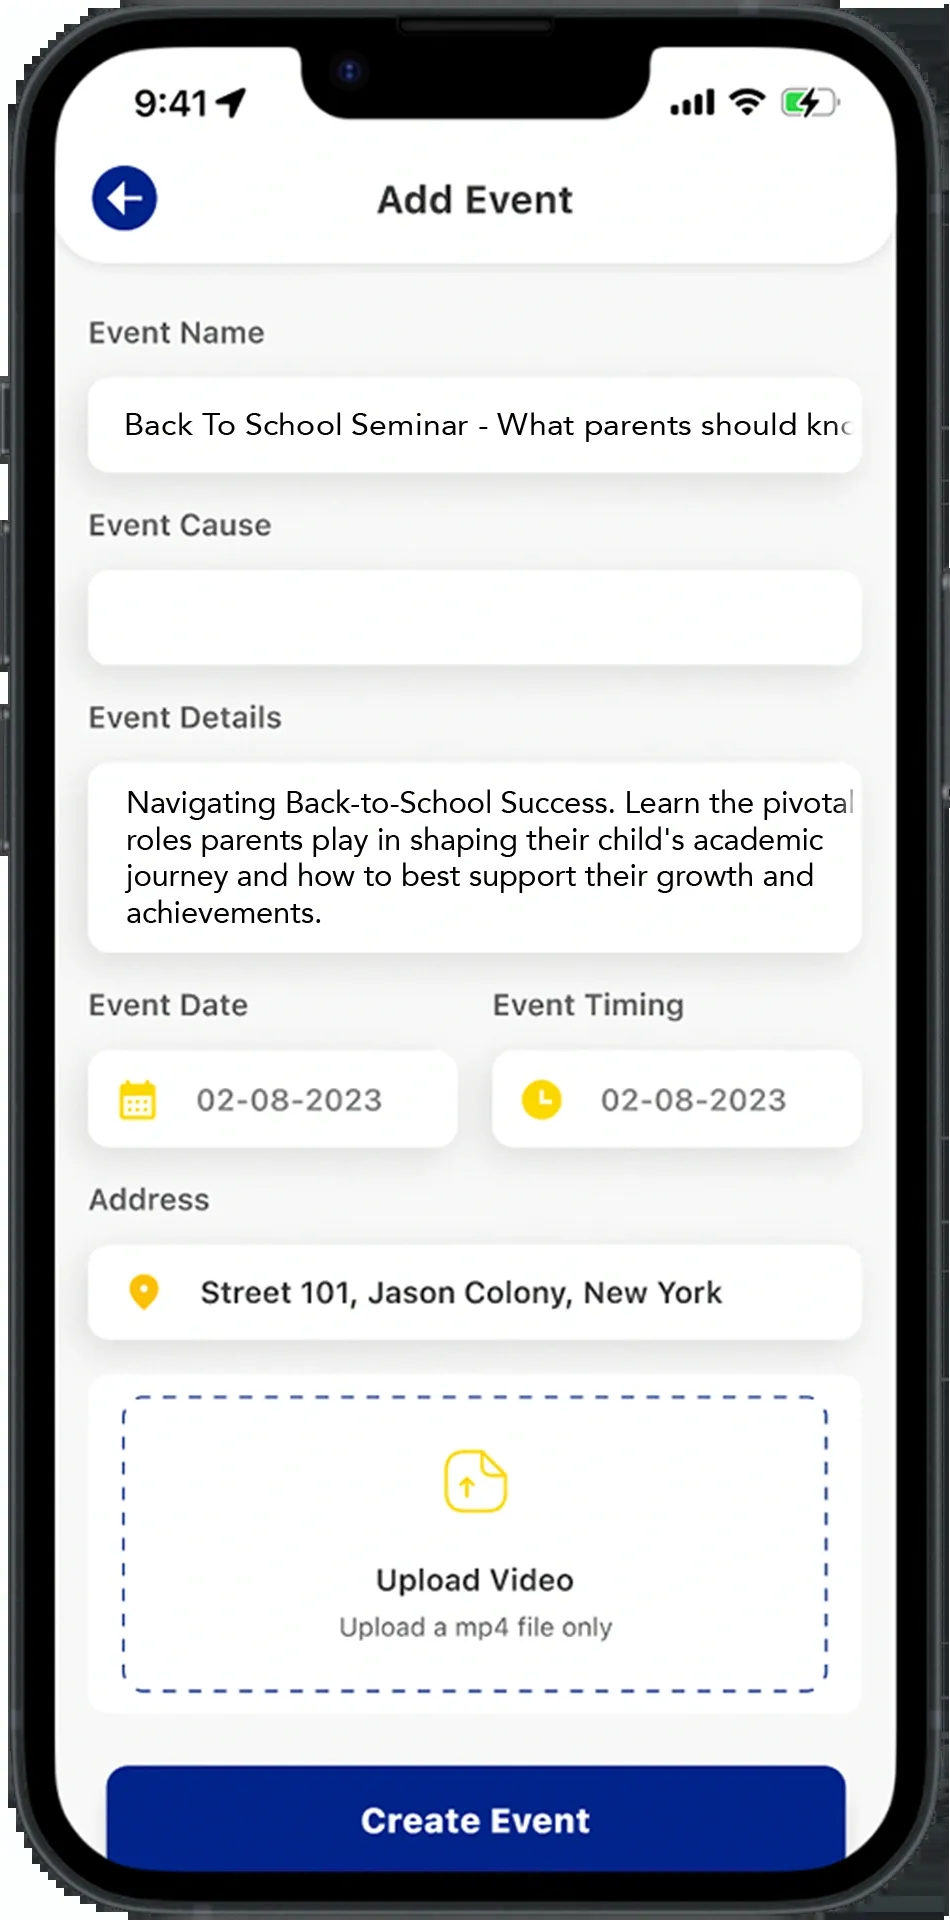 9:41
Add Event
Event Name
Back To School Seminar - What parents should
Event Cause
Event Details
Navigating Back-to-School Success. Learn the pivotal
roles parents play in shaping their child's academic
journey and how to best support their growth and
achievements.
Event Date
Event Timing
02-08-2023
02-08-2023
Address
Street 101, Jason Colony, New York
Upload Video
Upload a mp4 file only
Create Event